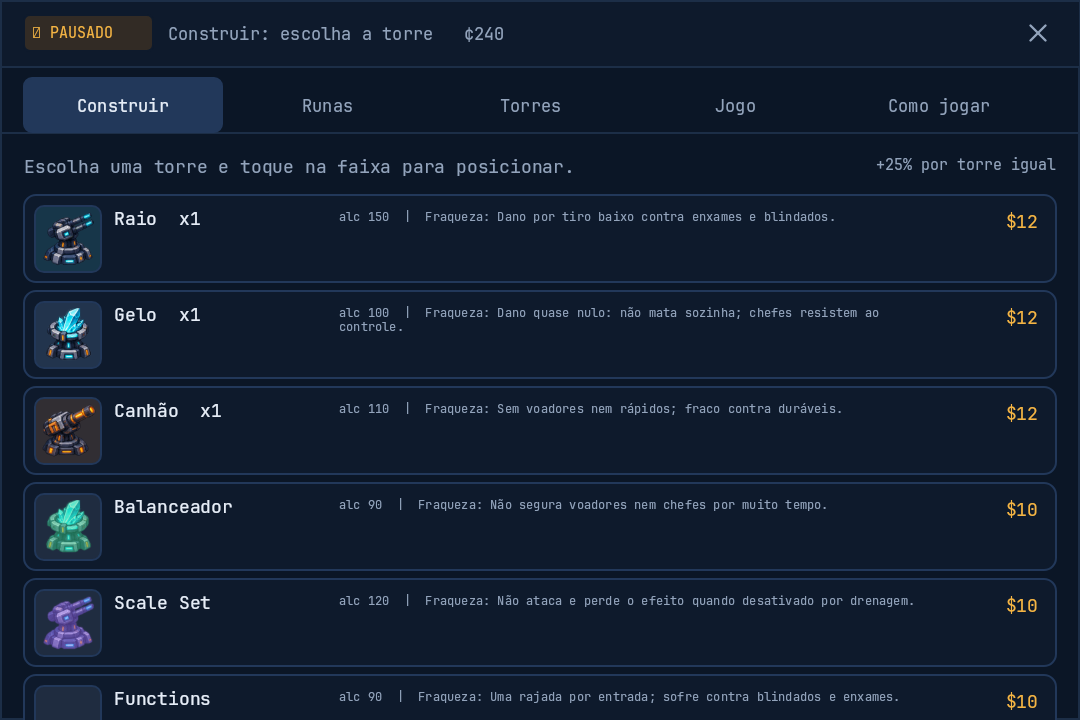 PAUSADO Construir: escolha a torre $240
Construir Runas Torres Jogo Como jogar
Escolha uma torre e toque na faixa para posicionar. +25% por torre igual
Raio x1 alc 150 | Fraqueza: Dano por tiro baixo contra enxames e blindados. $12
Gelo x1 alc 100 | Fraqueza: Dano quase nulo: não mata sozinha; chefes resistem ao $12
controle.
Canhão x1 alc 110 | Fraqueza: Sem voadores nem rápidos; fraco contra duráveis. $12
Balanceador alc 90 | Fraqueza: Não segura voadores nem chefes por muito tempo. $10
Scale Set alc 120 | Fraqueza: Não ataca e perde o efeito quando desativado por drenagem. $10
Functions alc 90 | Fraqueza: Uma rajada por entrada; sofre contra blindados e enxames. $10